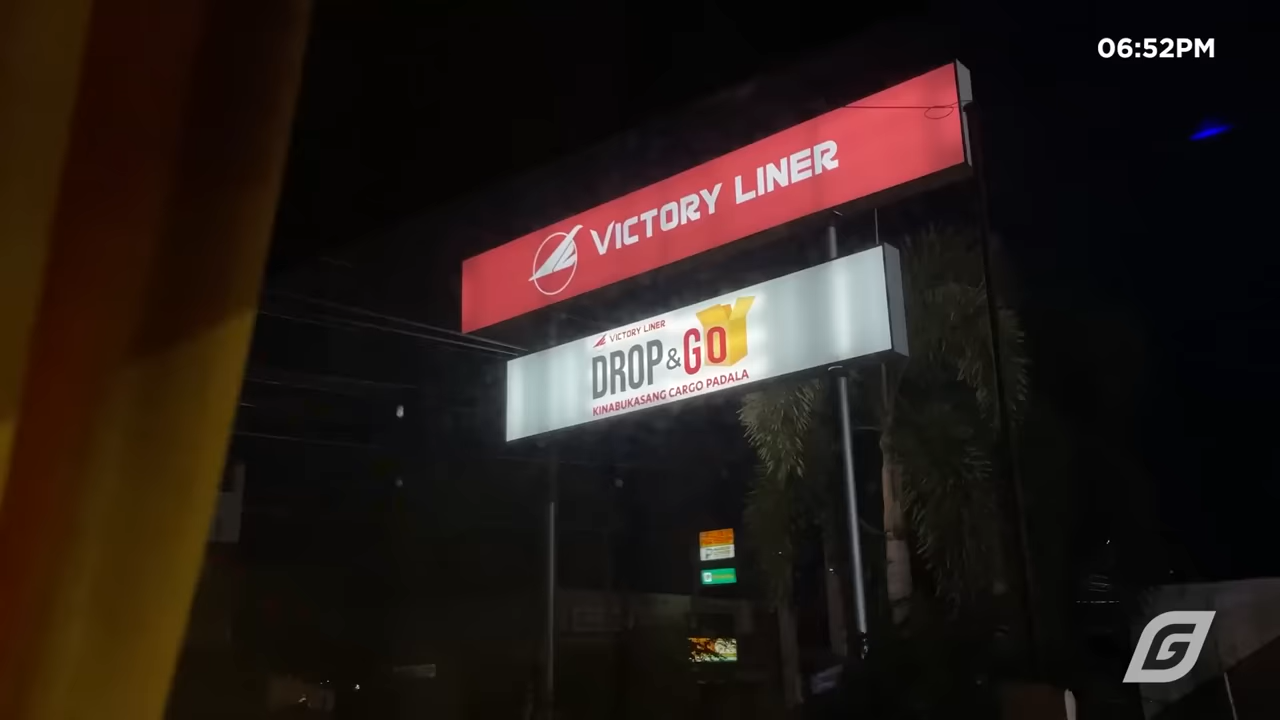 06:52PM
VICTORY LINER
VICTORY LINER
DROP & GO
KINABUKASANG CARGO PADALA
G